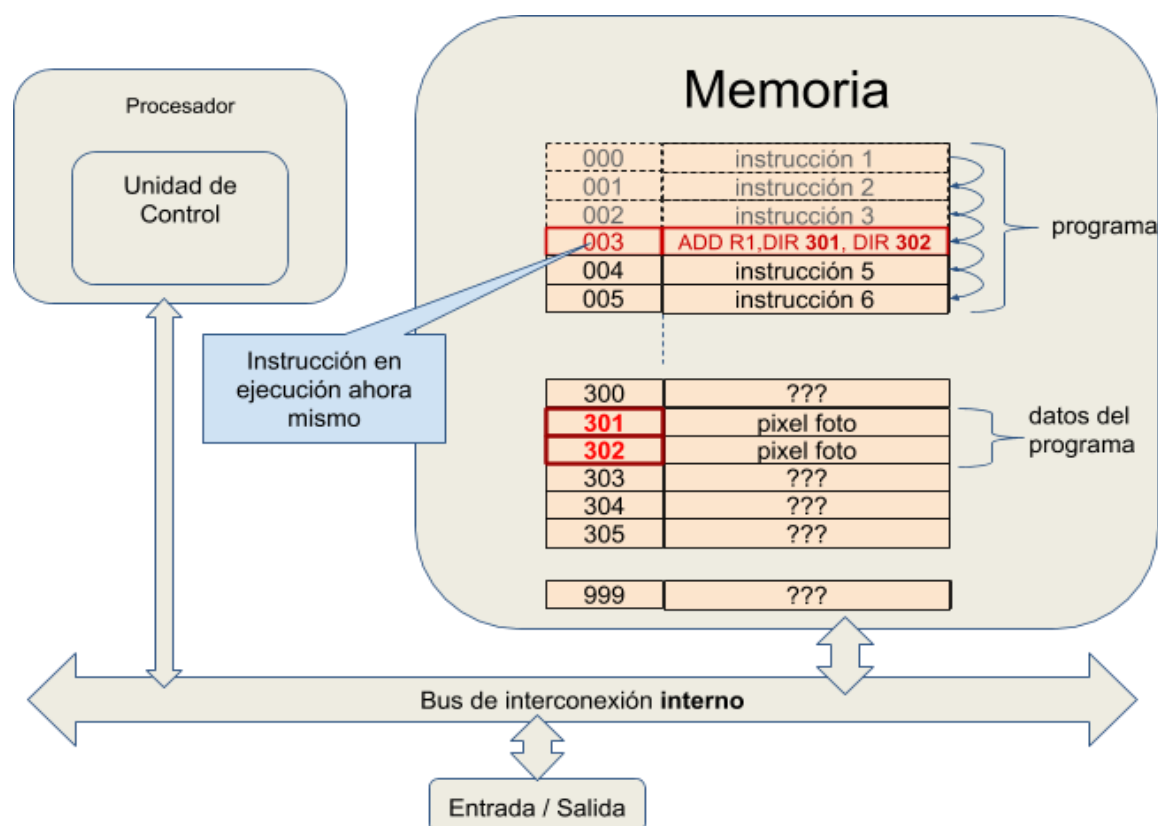 Procesador
Unidad de
Control
Memoria
000 instrucción 1
001 instrucción 2
002 instrucción 3
003 ADD R1,DIR 301, DIR 302
004 instrucción 5
005 instrucción 6
programa
Instrucción en
ejecución ahora
mismo
300 ???
301 pixel foto
302 pixel foto
303 ???
304 ???
305 ???
999 ???
datos del
programa
Bus de interconexión interno
Entrada / Salida